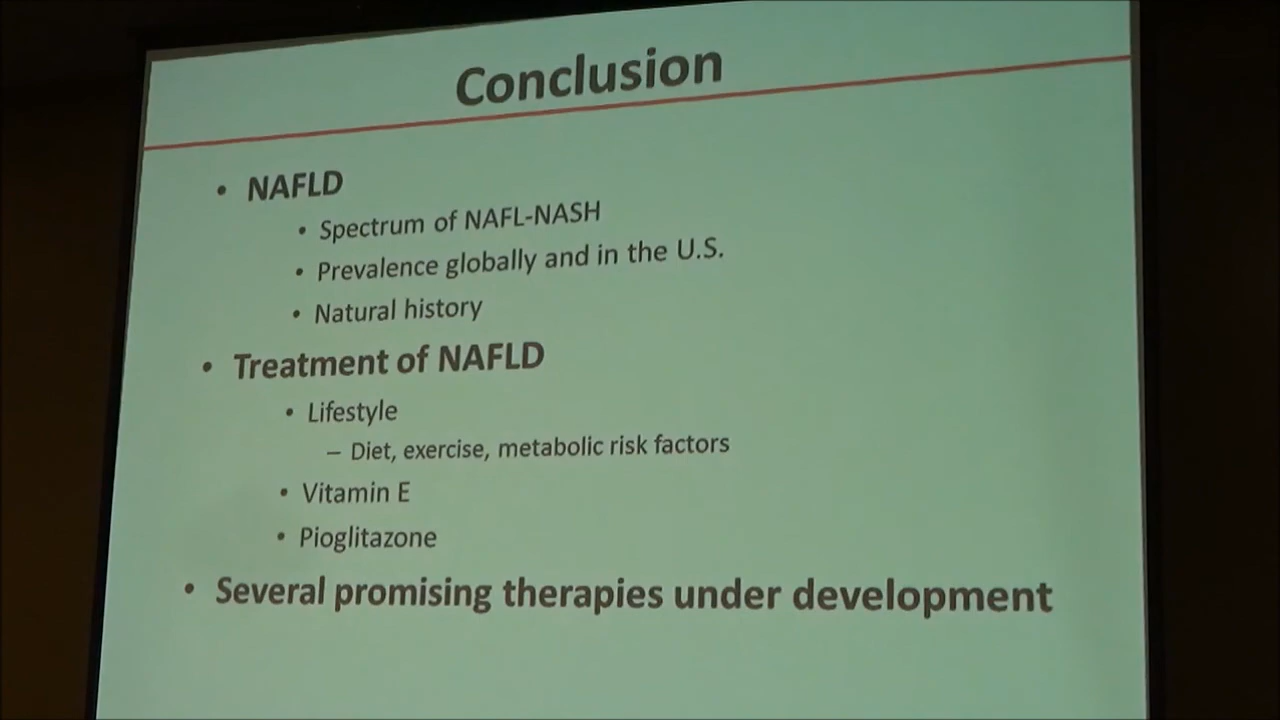 Conclusion
• NAFLD
• Spectrum of NAFL-NASH
• Prevalence globally and in the U.S.
• Natural history
• Treatment of NAFLD
• Lifestyle
– Diet, exercise, metabolic risk factors
• Vitamin E
• Pioglitazone
• Several promising therapies under development